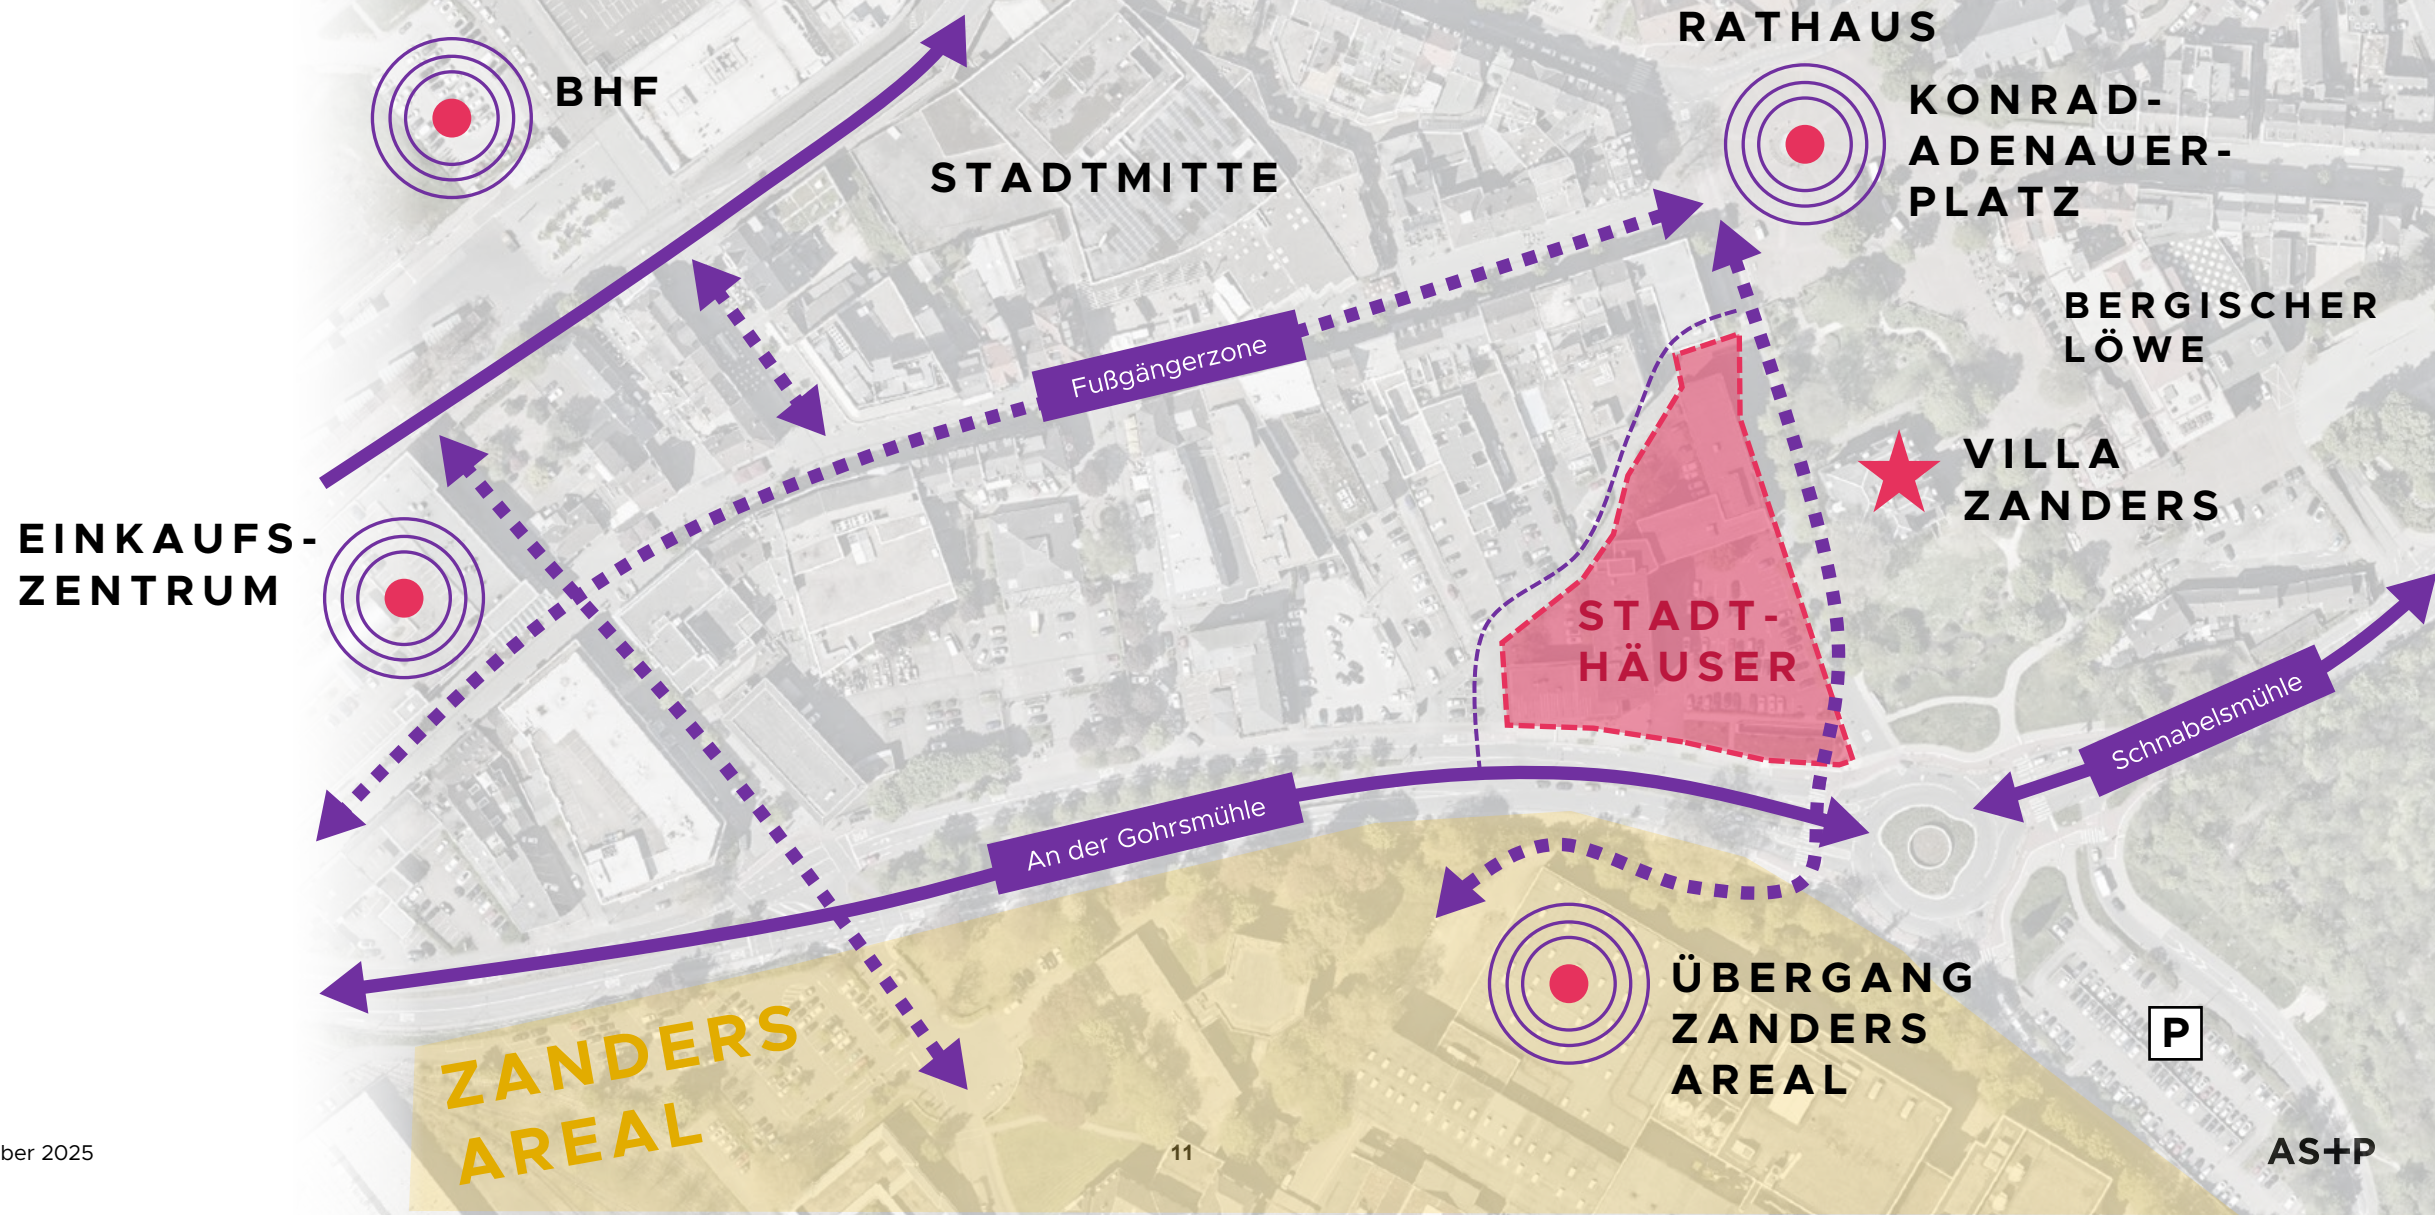 RATHAUS
BHF
KONRAD-
ADENAUER-
PLATZ
STADTMITTE
BERGISCHER
LÖWE
Fußgängerzone
VILLA
ZANDERS
EINKAUFS-
ZENTRUM
STADT-
HÄUSER
Schnabelsmühle
An der Gohrsmühle
ÜBERGANG
ZANDERS
AREAL
ZANDERS
AREAL
P
ber 2025
11
AS+P